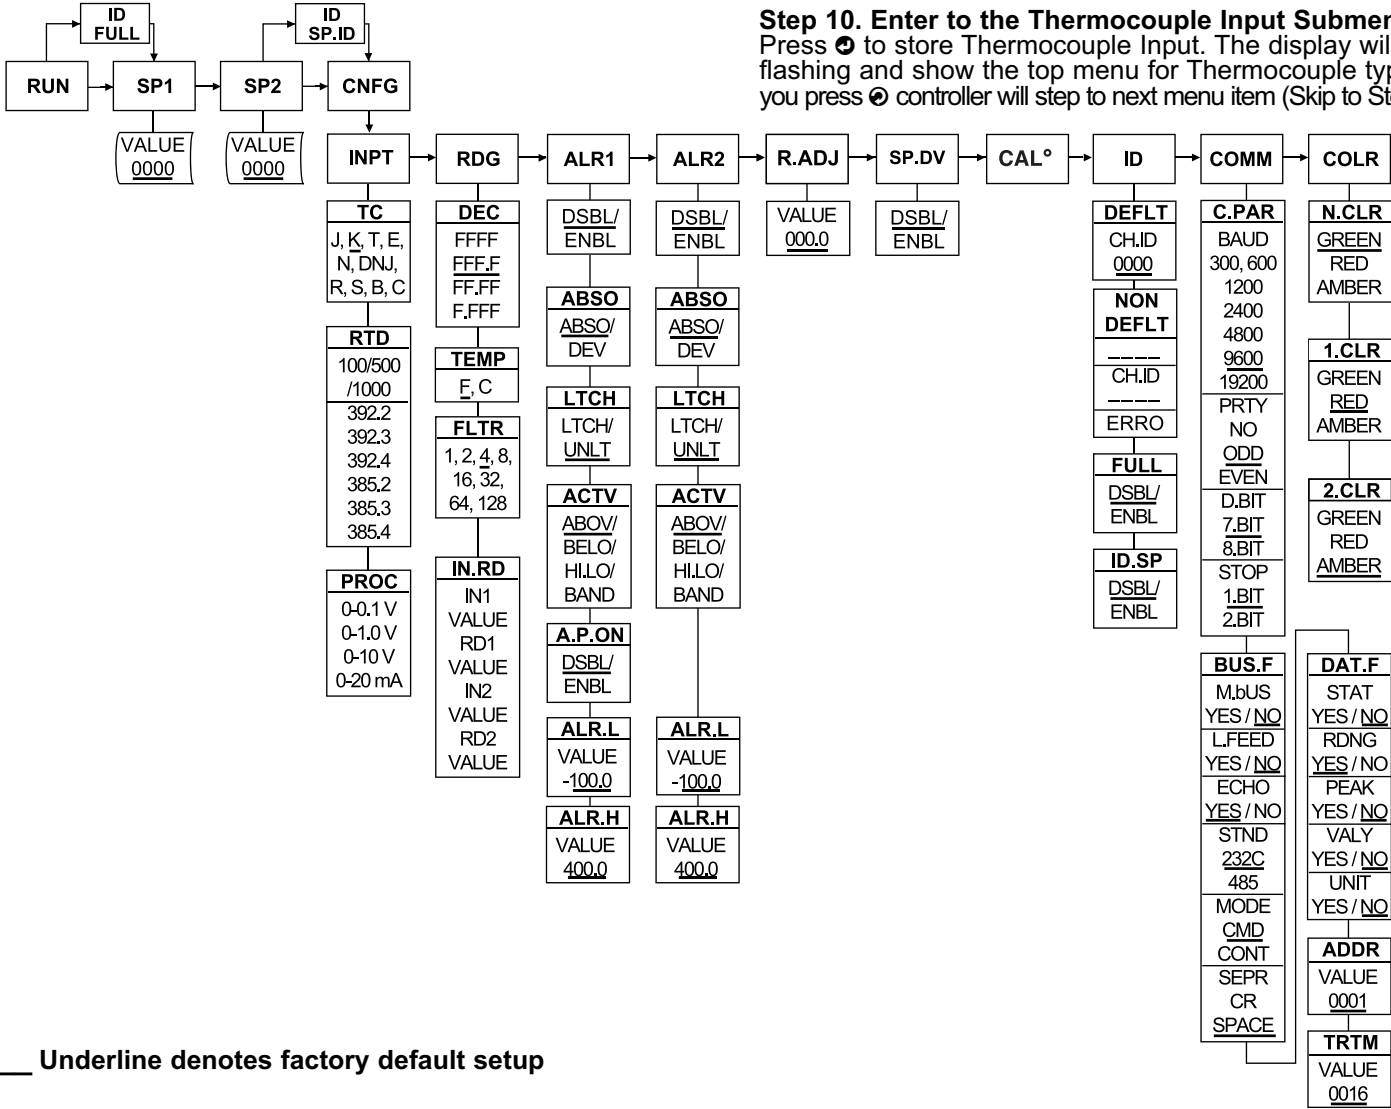 ID
FULL
ID
SP.ID
RUN
SP1
SP2
CNFG
VALUE
0000
VALUE
0000
Step 10. Enter to the Thermocouple Input Submen
Press to store Thermocouple Input. The display wil
flashing and show the top menu for Thermocouple typ
you press controller will step to next menu item (Skip to St
INPT
RDG
ALR1
ALR2
R.ADJ
SP.DV
CAL°
ID
COMM
COLR
TC
J, K, T, E,
N, DNJ,
R, S, B, C
RTD
100/500
/1000
392.2
392.3
392.4
385.2
385.3
385.4
PROC
0-0.1 V
0-1.0 V
0-10 V
0-20 mA
DEC
FFFF
FFF.F
FF.FF
F.FFF
TEMP
F, C
FLTR
1, 2, 4, 8,
16, 32,
64, 128
IN.RD
IN1
VALUE
RD1
VALUE
IN2
VALUE
RD2
VALUE
DSBL/
ENBL
ABSO
ABSO/
DEV
LTCH
LTCH/
UNLT
ACTV
ABOV/
BELO/
HI.LO/
BAND
A.P.ON
DSBL/
ENBL
ALR.L
VALUE
-100.0
ALR.H
VALUE
400.0
DSBL/
ENBL
ABSO
ABSO/
DEV
LTCH
LTCH/
UNLT
ACTV
ABOV/
BELO/
HI.LO/
BAND
ALR.L
VALUE
-100.0
ALR.H
VALUE
400.0
VALUE
000.0
DSBL/
ENBL
DEFLT
CH.ID
0000
NON
DEFLT
_ _ _ _
CH.ID
_ _ _ _
ERRO
FULL
DSBL/
ENBL
ID.SP
DSBL/
ENBL
C.PAR
BAUD
300, 600
1200
2400
4800
9600
19200
PRTY
NO
ODD
EVEN
D.BIT
7.BIT
8.BIT
STOP
1.BIT
2.BIT
BUS.F
M.bUS
YES / NO
L.FEED
YES / NO
ECHO
YES / NO
STND
232C
485
MODE
CMD
CONT
SEPR
CR
SPACE
N.CLR
GREEN
RED
AMBER
1.CLR
GREEN
RED
AMBER
2.CLR
GREEN
RED
AMBER
DAT.F
STAT
YES / NO
RDNG
YES / NO
PEAK
YES / NO
VALY
YES / NO
UNIT
YES / NO
ADDR
VALUE
0001
TRTM
VALUE
0016
__ Underline denotes factory default setup